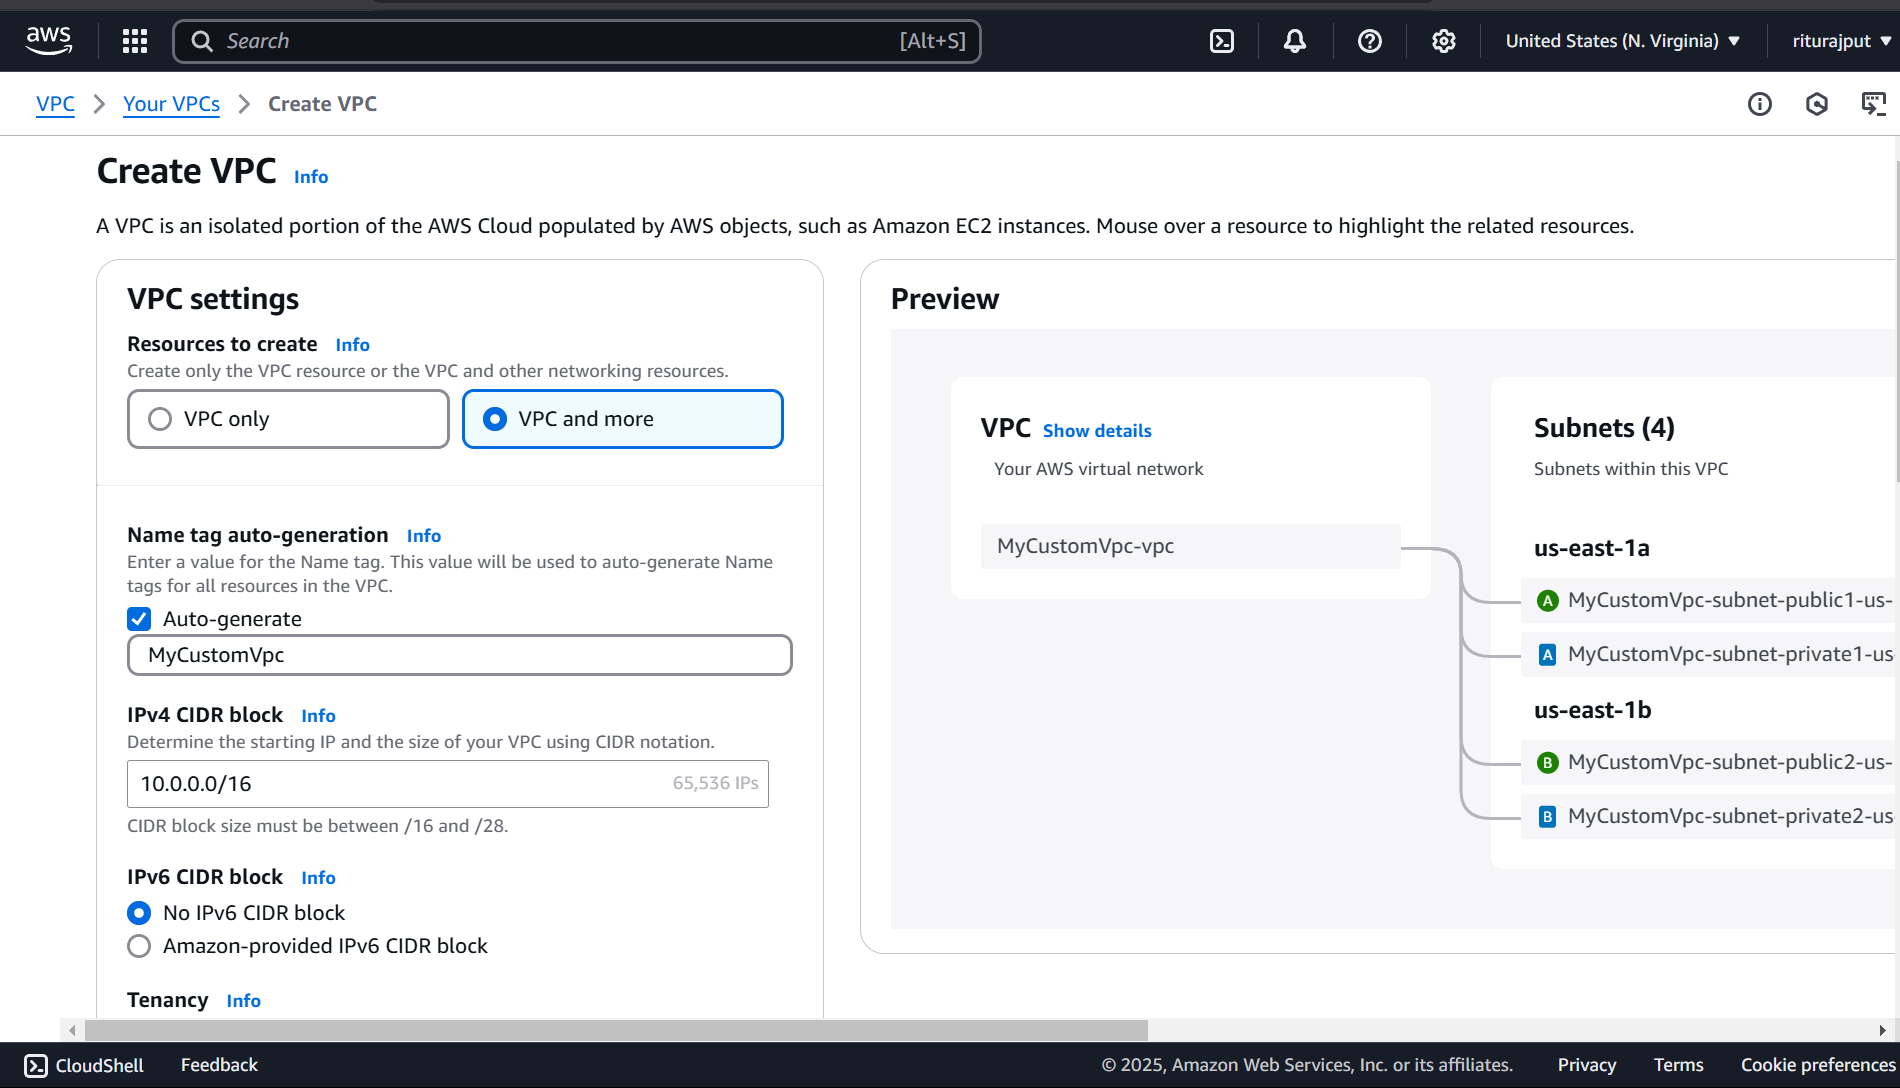 aws
Search [Alt+S]
United States (N. Virginia)
riturajput
VPC
Your VPCs
Create VPC
Create VPC Info
A VPC is an isolated portion of the AWS Cloud populated by AWS objects, such as Amazon EC2 instances. Mouse over a resource to highlight the related resources.
VPC settings
Resources to create Info
Create only the VPC resource or the VPC and other networking resources.
VPC only
VPC and more
Name tag auto-generation Info
Enter a value for the Name tag. This value will be used to auto-generate Name
tags for all resources in the VPC.
Auto-generate
MyCustomVpc
IPv4 CIDR block Info
Determine the starting IP and the size of your VPC using CIDR notation.
10.0.0.0/16 65,536 IPs
CIDR block size must be between /16 and /28.
IPv6 CIDR block Info
No IPv6 CIDR block
Amazon-provided IPv6 CIDR block
Tenancy Info
Preview
VPC Show details
Your AWS virtual network
MyCustomVpc-vpc
Subnets (4)
Subnets within this VPC
us-east-1a
A MyCustomVpc-subnet-public1-us-
A MyCustomVpc-subnet-private1-us-
us-east-1b
B MyCustomVpc-subnet-public2-us-
B MyCustomVpc-subnet-private2-us-
CloudShell
Feedback
© 2025, Amazon Web Services, Inc. or its affiliates.
Privacy
Terms
Cookie preferences